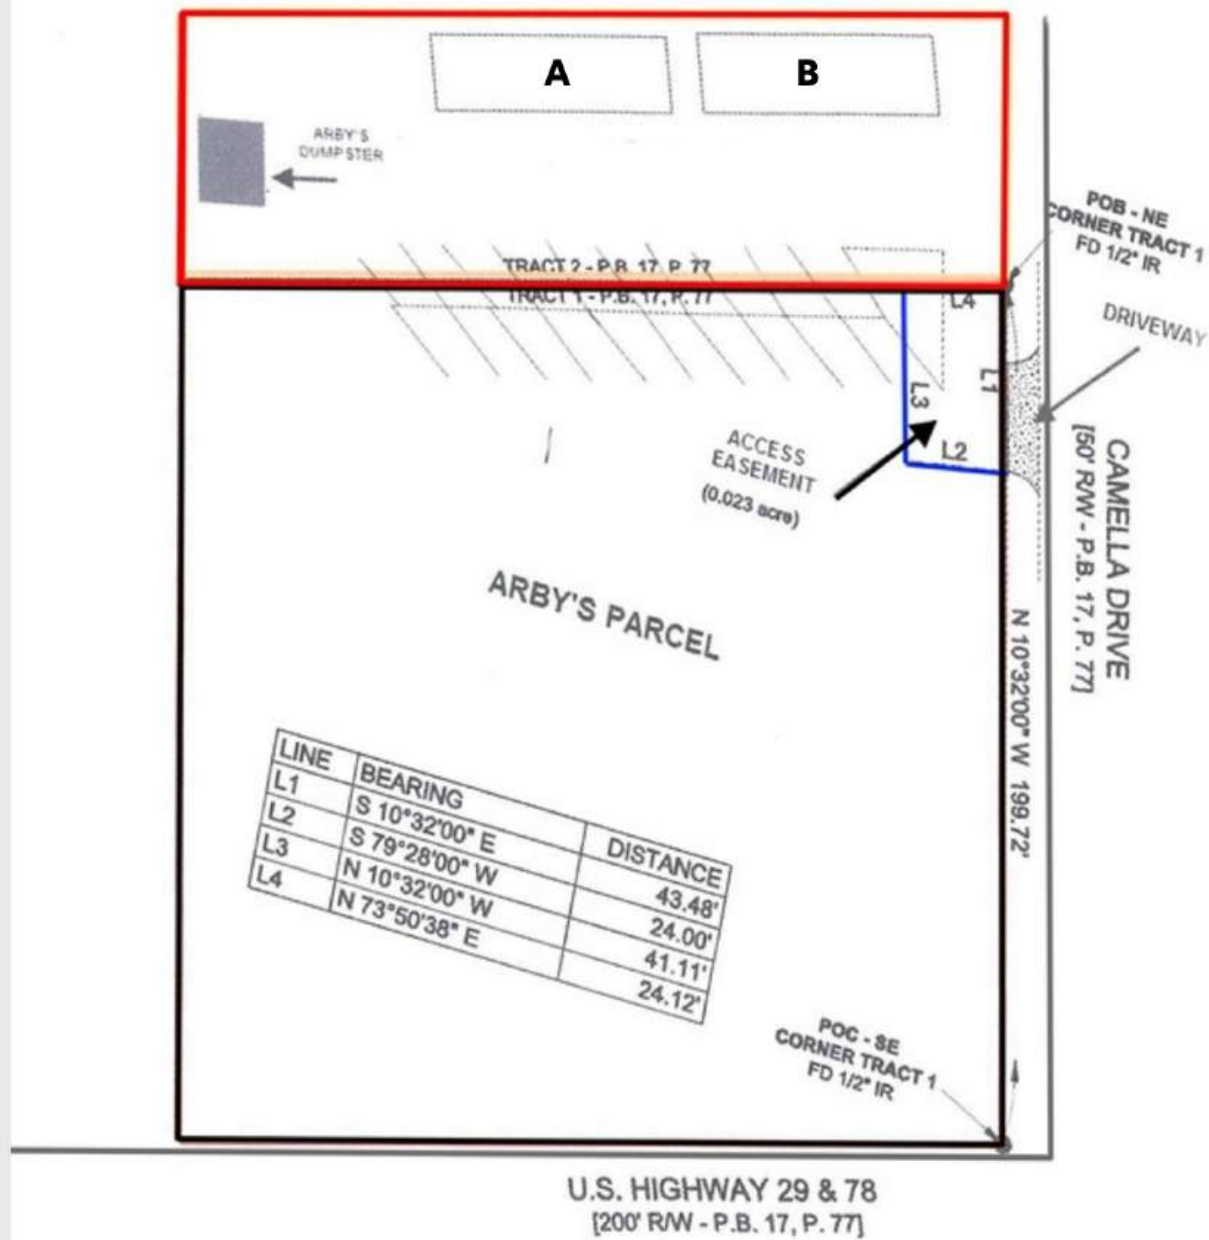 A
B
ARBY'S
DUMPSTER
POB - NE
CORNER TRACT 1
FD 1/2" IR
TRACT 2 - P.B. 17, P. 77
TRACT 1 - P.B. 17, P. 77
L4
DRIVEWAY
L1
L3
L2
ACCESS
EASEMENT
(0.023 acre)
CAMELLA DRIVE
[50' R/W - P.B. 17, P. 77]
ARBY'S PARCEL
N 10°32'00" W 199.72'
LINE BEARING DISTANCE
L1 S 10°32'00" E 43.48'
L2 S 79°28'00" W 24.00'
L3 N 10°32'00" W 41.11'
L4 N 73°50'38" E 24.12'
POC - SE
CORNER TRACT 1
FD 1/2" IR
U.S. HIGHWAY 29 & 78
[200' R/W - P.B. 17, P. 77]